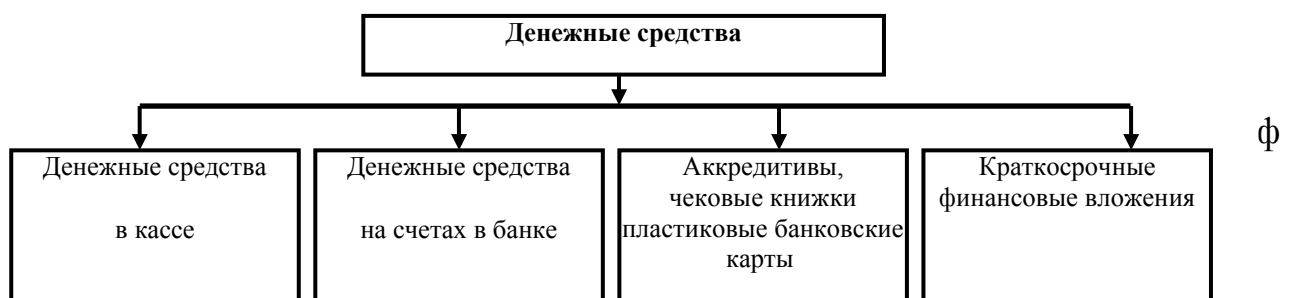 Денежные средства
ф
Денежные средства
в кассе
Денежные средства
на счетах в банке
Аккредитивы,
чековые книжки
пластиковые банковские
карты
Краткосрочные
финансовые вложения